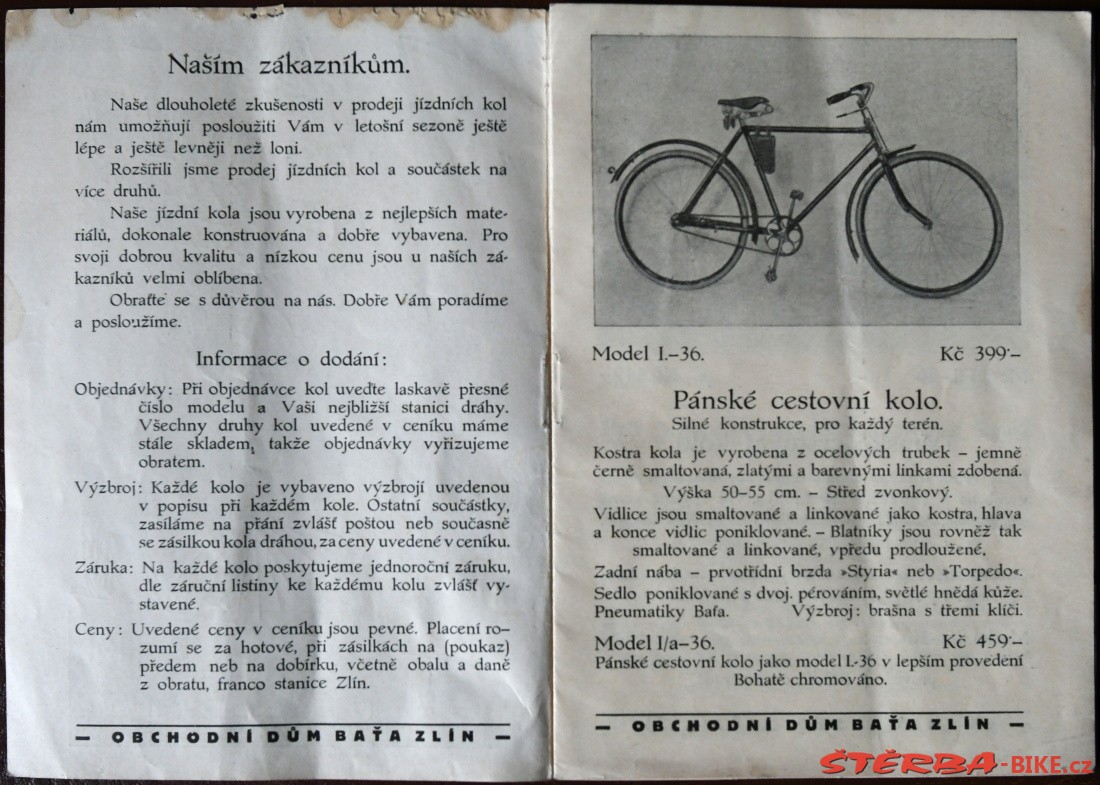 Naším zákazníkům.
Naše dlouholeté zkušenosti v prodeji jízdních kol
nám umožňují posloužiti Vám v letošní sezoně ještě
lépe a ještě levněji než loni.
Rozšířili jsme prodej jízdních kol a součástek na
více druhů.
Naše jízdní kola jsou vyrobena z nejlepších mate-
riálů, dokonale konstruována a dobře vybavena. Pro
svoji dobrou kvalitu a nízkou cenu jsou u našich zá-
kazníků velmi oblíbena.
Obraťte se s důvěrou na nás. Dobře Vám poradíme
a posloužíme.
Informace o dodání:
Objednávky: Při objednávce kol uveďte laskavě přesné
číslo modelu a Vaši nejbližší stanici dráhy.
Všechny druhy kol uvedené v ceníku máme
stále skladem, takže objednávky vyřizujeme
obratem.
Výzbroj: Každé kolo je vybaveno výzbrojí uvedenou
v popisu při každém kole. Ostatní součástky,
zasíláme na přání zvlášť poštou neb současně
se zásilkou kola dráhou, za ceny uvedené v ceníku.
Záruka: Na každé kolo poskytujeme jednoroční záruku,
dle záruční listiny ke každému kolu zvlášť vy-
stavené.
Ceny: Uvedené ceny v ceníku jsou pevné. Placení ro-
zumí se za hotové, při zásilkách na (poukaz)
předem neb na dobírku, včetně obalu a daně
z obratu, franco stanice Zlín.
— OBCHODNÍ DŮM BAŤA ZLÍN —
Model I.-36. Kč 399·-
Pánské cestovní kolo.
Silné konstrukce, pro každý terén.
Kostra kola je vyrobena z ocelových trubek - jemně
černě smaltovaná, zlatými a barevnými linkami zdobená.
Výška 50-55 cm. - Střed zvonkový.
Vidlice jsou smaltované a linkované jako kostra, hlava
a konce vidlic poniklované. - Blatníky jsou rovněž tak
smaltované a linkované, vpředu prodloužené.
Zadní nába - prvotřídní brzda »Styria« neb »Torpedo«.
Sedlo poniklované s dvoj. pérováním, světlé hnědá kůže.
Pneumatiky Baťa. Výzbroj: brašna s třemi klíči.
Model I/a-36. Kč 459·-
Pánské cestovní kolo jako model I.-36 v lepším provedení
Bohatě chromováno.
— OBCHODNÍ DŮM BAŤA ZLÍN —
ŠTĚRBA-BIKE.cz